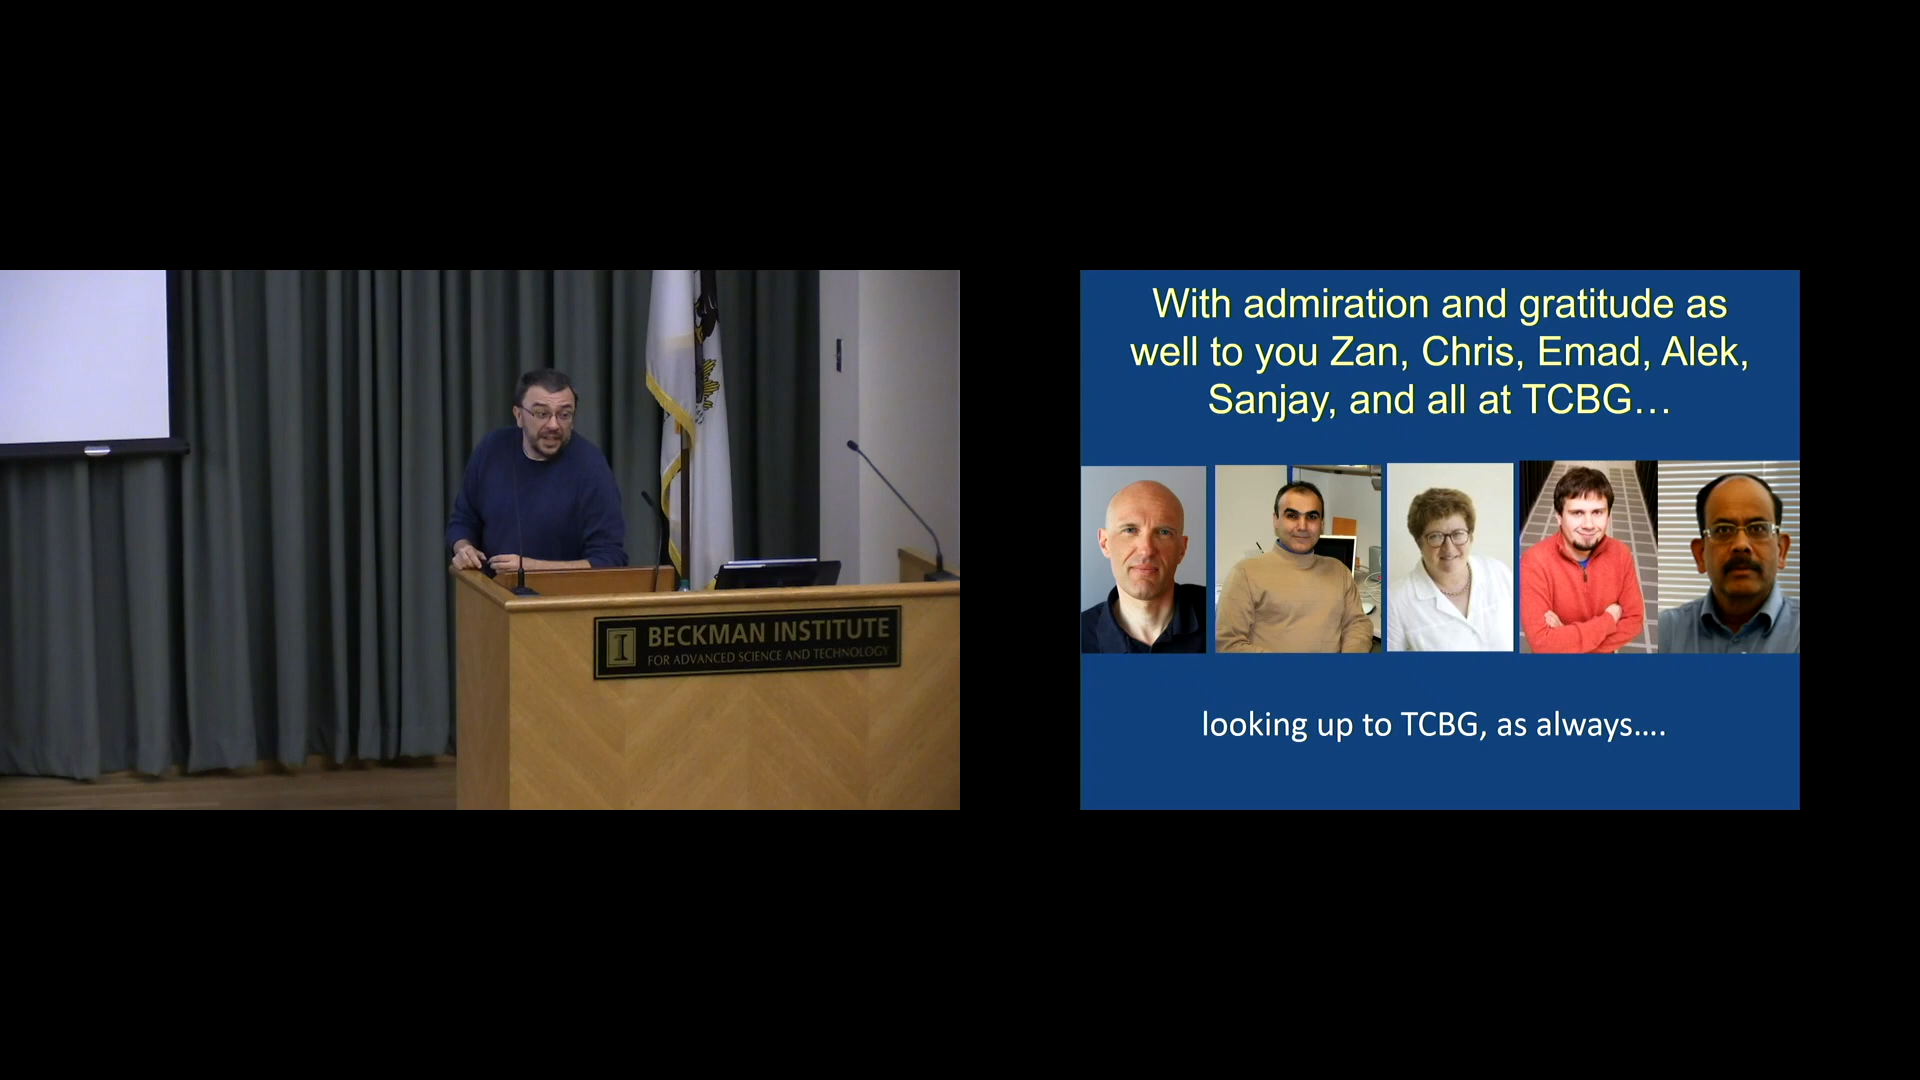 BECKMAN INSTITUTE
FOR ADVANCED SCIENCE AND TECHNOLOGY
With admiration and gratitude as
well to you Zan, Chris, Emad, Alek,
Sanjay, and all at TCBG…
looking up to TCBG, as always….